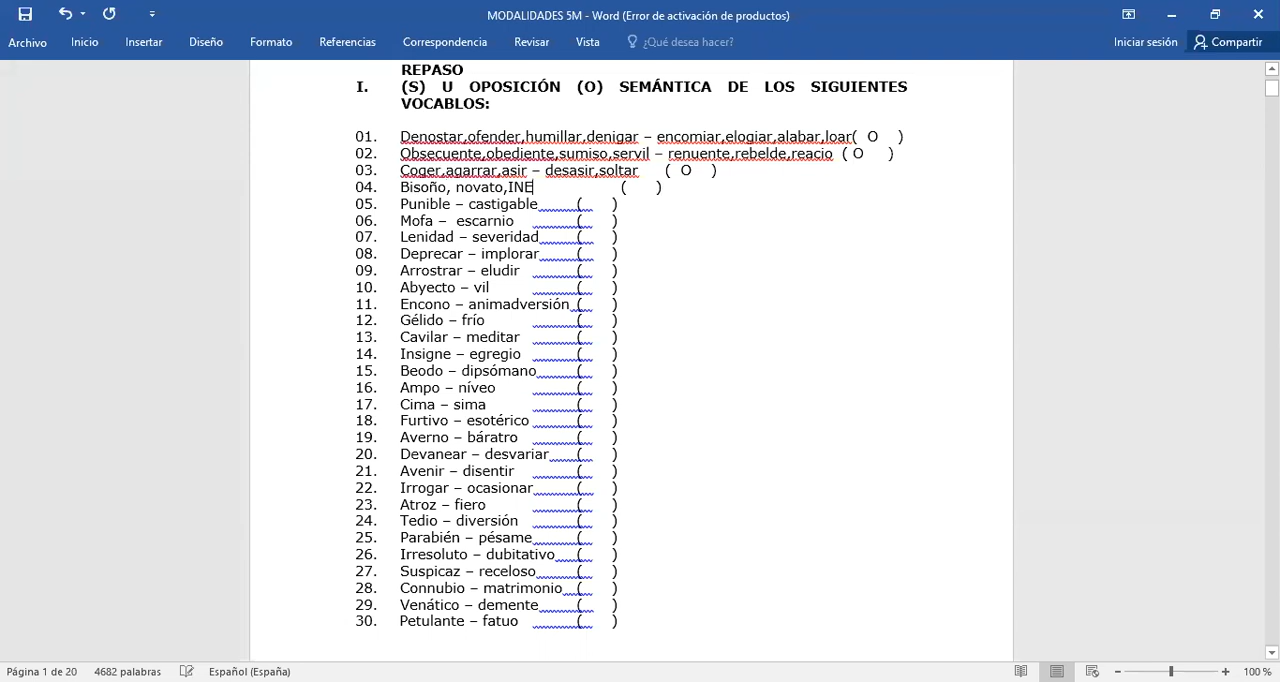 MODALIDADES 5M - Word (Error de activación de productos)
Archivo Inicio Insertar Diseño Formato Referencias Correspondencia Revisar Vista ¿Qué desea hacer? Iniciar sesión Compartir
REPASO
I. (S) U OPOSICIÓN (O) SEMÁNTICA DE LOS SIGUIENTES
VOCABLOS:
01. Denostar,ofender,humillar,denigar – encomiar,elogiar,alabar,loar( O )
02. Obsecuente,obediente,sumiso,servil – renuente,rebelde,reacio ( O )
03. Coger,agarrar,asir – desasir,soltar ( O )
04. Bisoño, novato,INE ( )
05. Punible – castigable ( )
06. Mofa – escarnio ( )
07. Lenidad – severidad ( )
08. Deprecar – implorar ( )
09. Arrostrar – eludir ( )
10. Abyecto – vil ( )
11. Encono – animadversión ( )
12. Gélido – frío ( )
13. Cavilar – meditar ( )
14. Insigne – egregio ( )
15. Beodo – dipsómano ( )
16. Ampo – níveo ( )
17. Cima – sima ( )
18. Furtivo – esotérico ( )
19. Averno – báratro ( )
20. Devanear – desvariar ( )
21. Avenir – disentir ( )
22. Irrogar – ocasionar ( )
23. Atroz – fiero ( )
24. Tedio – diversión ( )
25. Parabién – pésame ( )
26. Irresoluto – dubitativo ( )
27. Suspicaz – receloso ( )
28. Connubio – matrimonio ( )
29. Venático – demente ( )
30. Petulante – fatuo ( )
Página 1 de 20 4682 palabras Español (España) 100 %